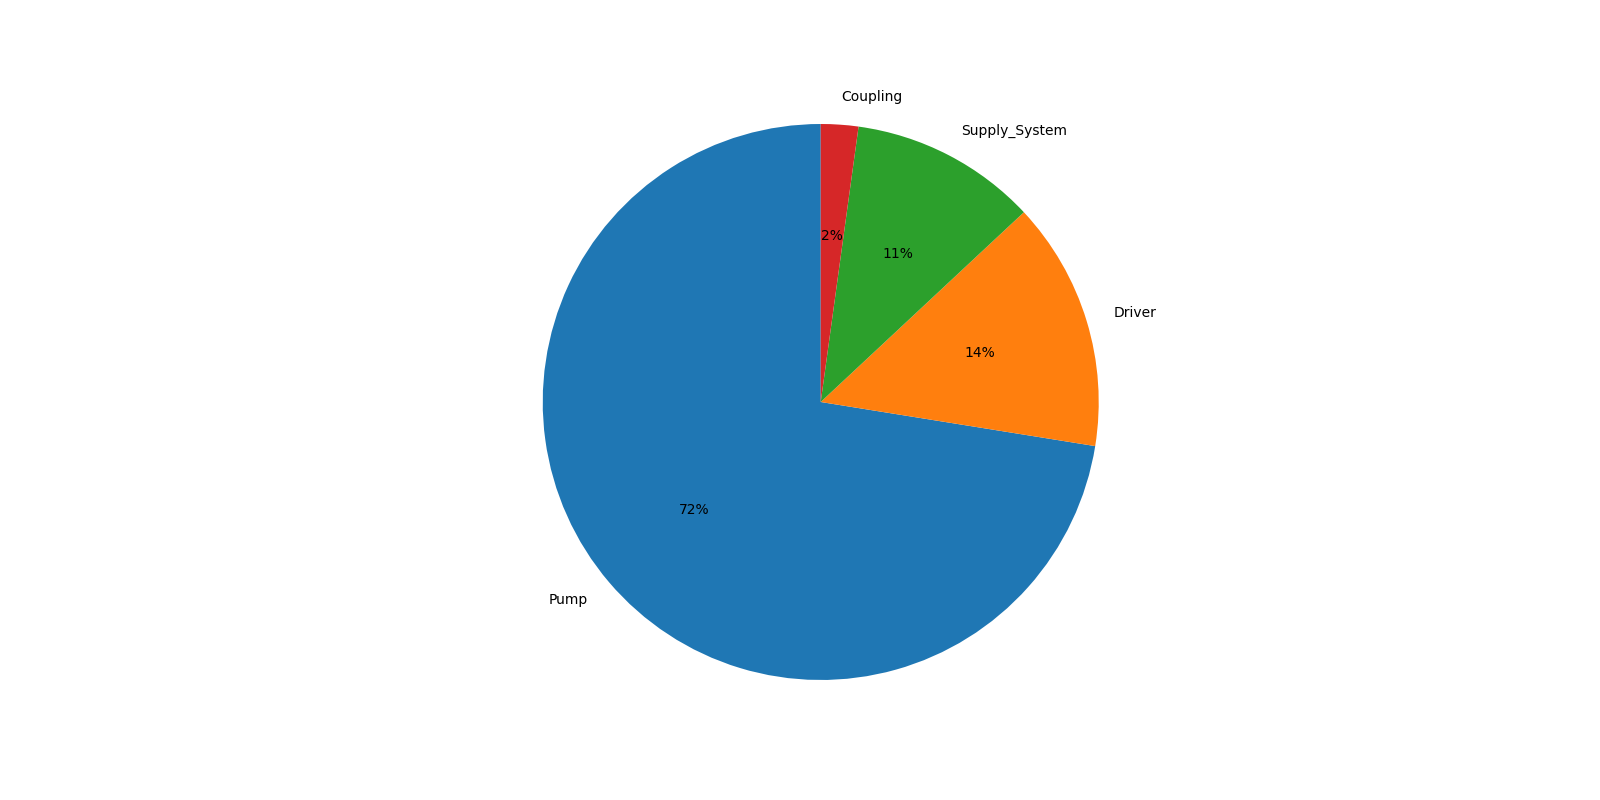 Coupling
Supply_System
2%
11%
Driver
14%
72%
Pump